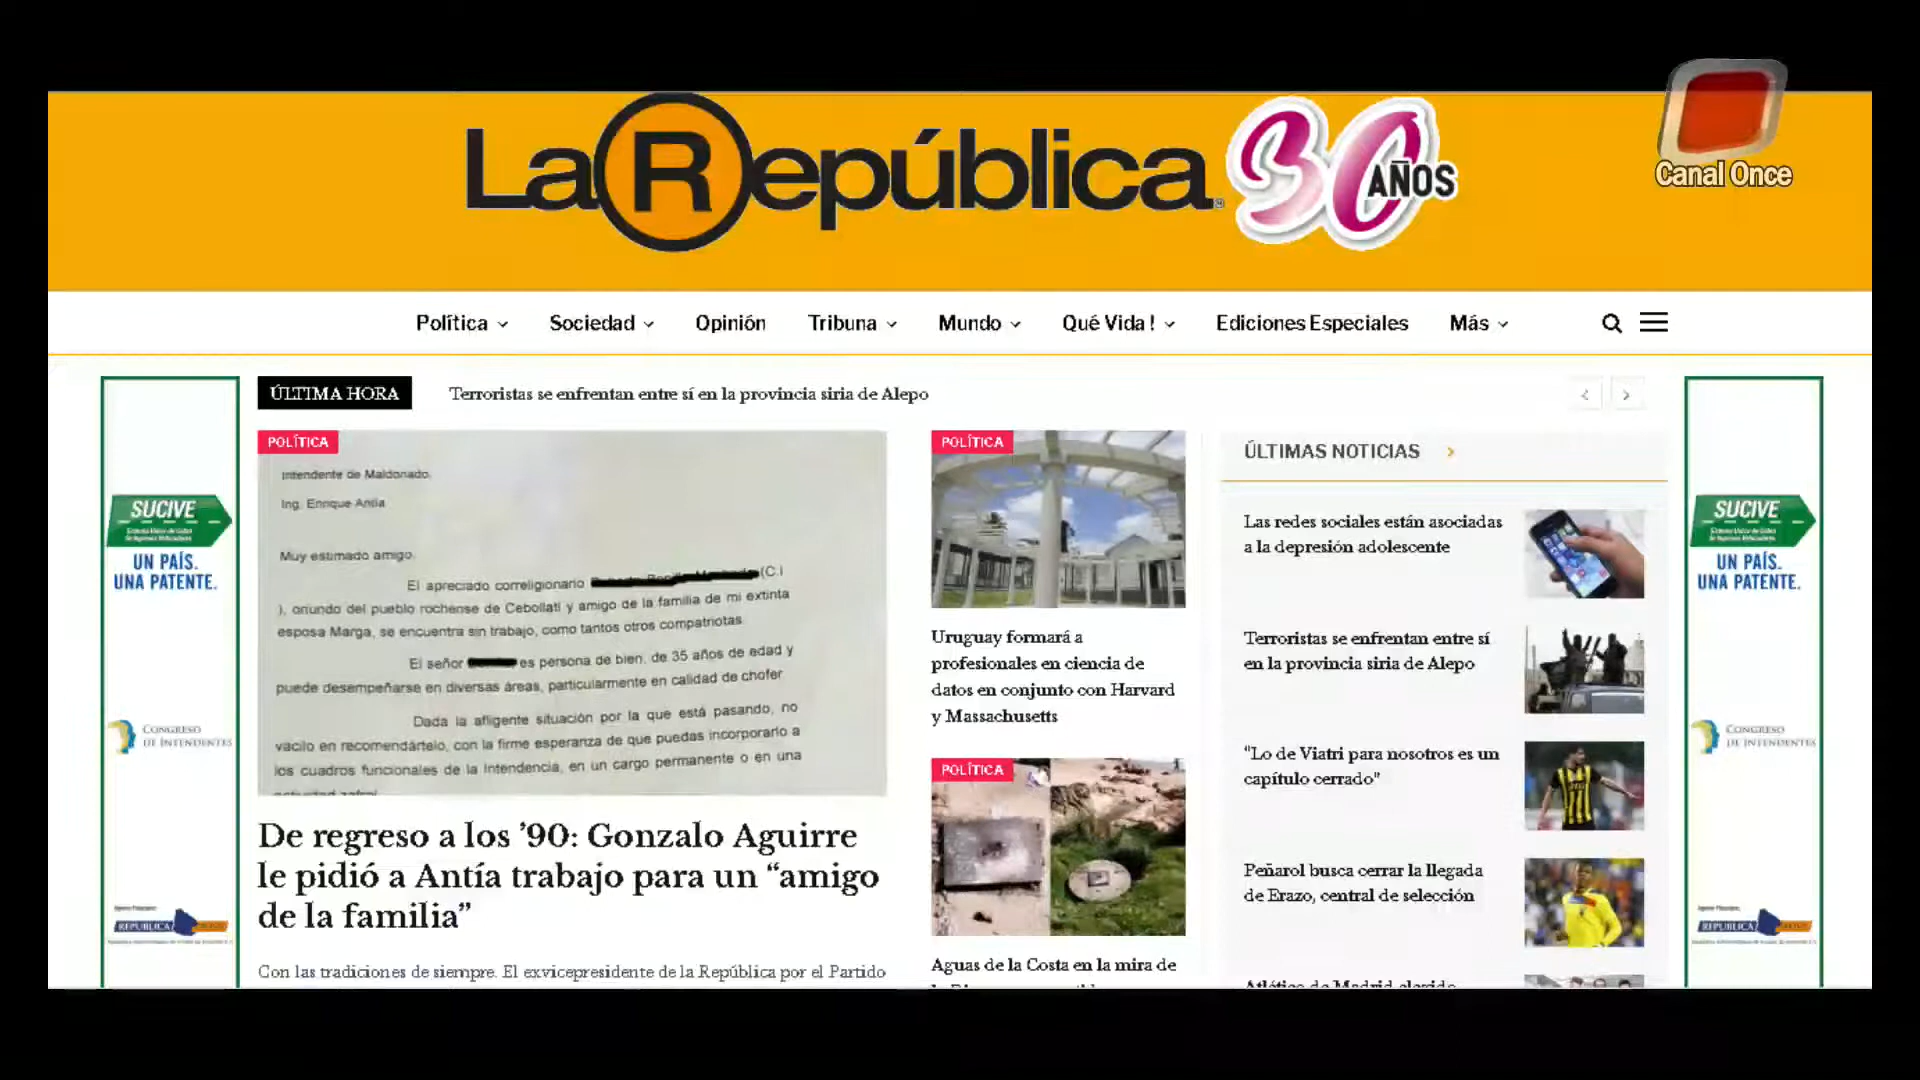 La República
30 AÑOS
Canal Once
Política
Sociedad
Opinión
Tribuna
Mundo
Qué Vida !
Ediciones Especiales
Más
ÚLTIMA HORA
Terroristas se enfrentan entre sí en la provincia siria de Alepo
SUCIVE
UN PAÍS.
UNA PATENTE.
CONGRESO
DE INTENDENTES
REPUBLICA
POLÍTICA
Intendente de Maldonado.
Ing. Enrique Antía
Muy estimado amigo.
El apreciado correligionario (C.I
), oriundo del pueblo rochense de Cebollatí y amigo de la familia de mi extinta
esposa Marga, se encuentra sin trabajo, como tantos otros compatriotas
El señor es persona de bien, de 35 años de edad y
puede desempeñarse en diversas áreas, particularmente en calidad de chofer
Dada la afligente situación por la que está pasando, no
vacilo en recomendártelo, con la firme esperanza de que puedas incorporarlo a
los cuadros funcionales de la Intendencia, en un cargo permanente o en una
De regreso a los ’90: Gonzalo Aguirre
le pidió a Antía trabajo para un “amigo
de la familia”
Con las tradiciones de siempre. El exvicepresidente de la República por el Partido
POLÍTICA
Uruguay formará a
profesionales en ciencia de
datos en conjunto con Harvard
y Massachusetts
POLÍTICA
Aguas de la Costa en la mira de
ÚLTIMAS NOTICIAS
Las redes sociales están asociadas
a la depresión adolescente
Terroristas se enfrentan entre sí
en la provincia siria de Alepo
"Lo de Viatri para nosotros es un
capítulo cerrado"
Peñarol busca cerrar la llegada
de Erazo, central de selección
Atlético de Madrid elegido
SUCIVE
UN PAÍS.
UNA PATENTE.
CONGRESO
DE INTENDENTES
REPUBLICA